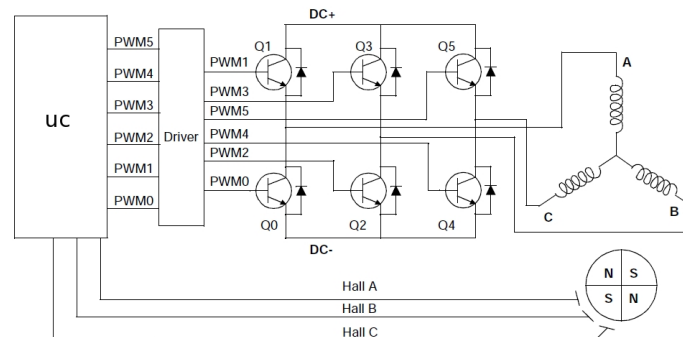 DC+
PWM5
PWM4
PWM3
PWM2
PWM1
PWM0
uc
Driver
PWM1
PWM3
PWM5
PWM4
PWM2
PWM0
Q1
Q3
Q5
Q0
Q2
Q4
DC-
A
C
B
Hall A
Hall B
Hall C
N S
S N